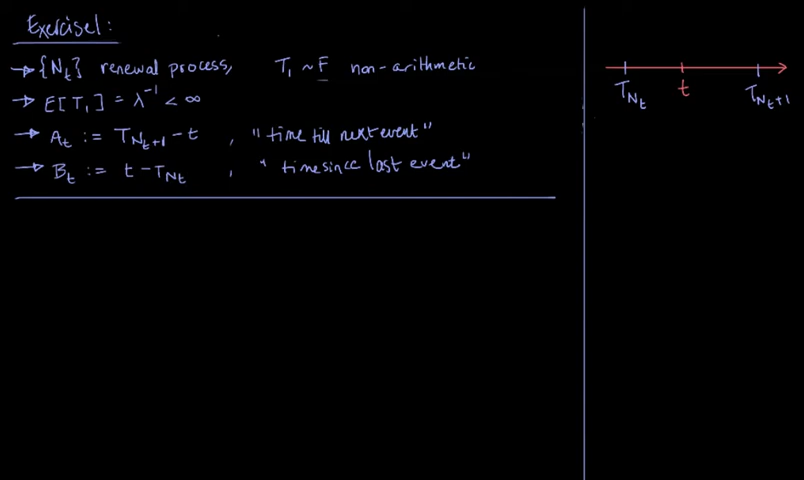 Exercise1:
→ {N_t} renewal process, T_1 ~ F non-arithmetic
→ E[T_1] = λ^{-1} < ∞
→ A_t := T_{N_t+1} - t , "time till next event"
→ B_t := t - T_{N_t} , "time since last event"
T_{N_t} t T_{N_t+1}